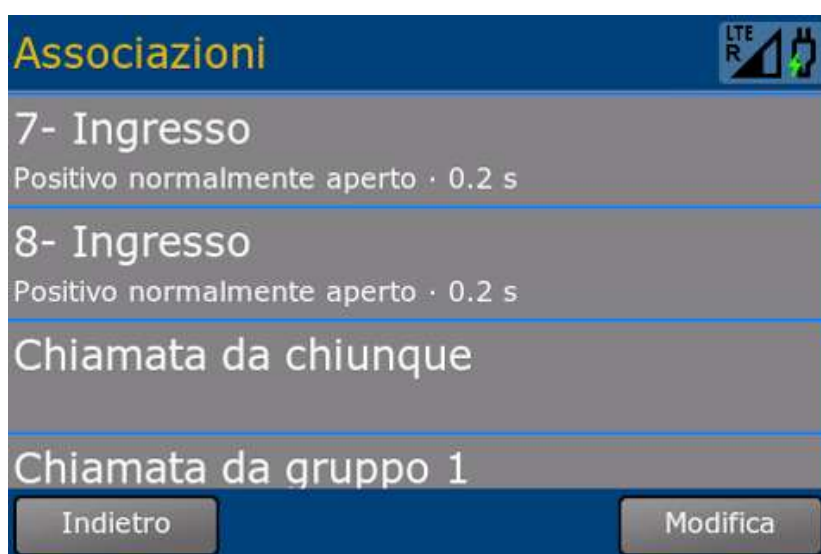 Associazioni
LTE
R
7- Ingresso
Positivo normalmente aperto · 0.2 s
8- Ingresso
Positivo normalmente aperto · 0.2 s
Chiamata da chiunque
Chiamata da gruppo 1
Indietro
Modifica